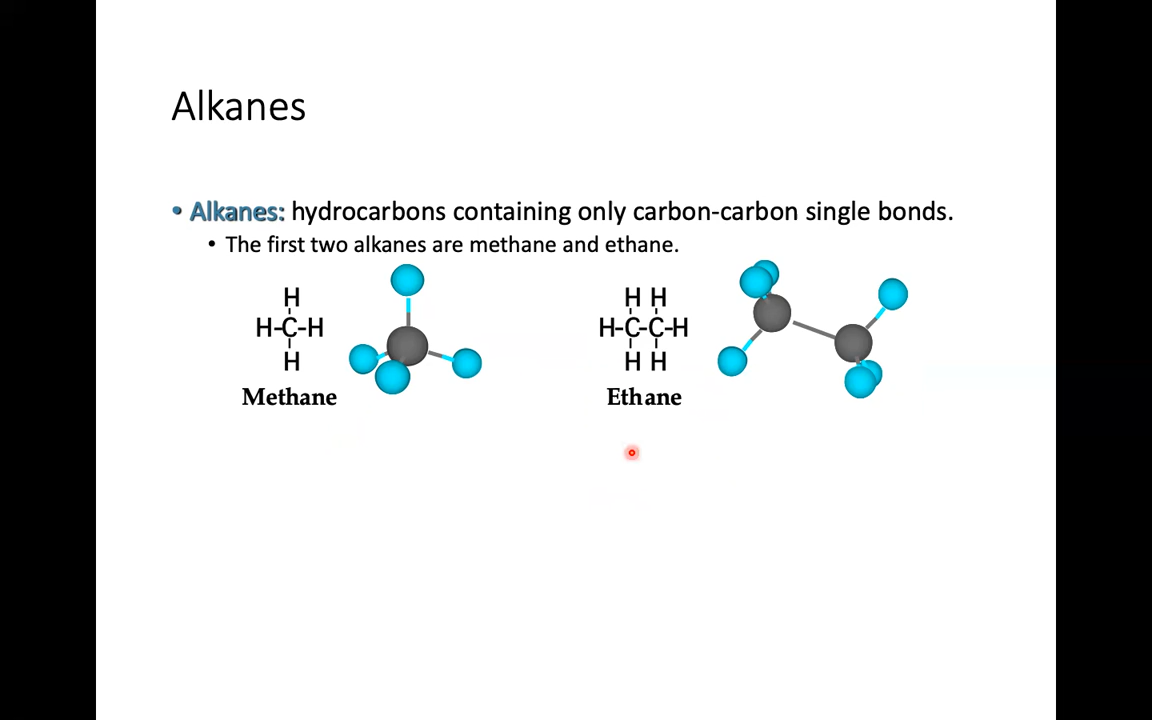 Alkanes
• Alkanes: hydrocarbons containing only carbon-carbon single bonds.
• The first two alkanes are methane and ethane.
H
H-C-H
H
Methane
H H
H-C-C-H
H H
Ethane